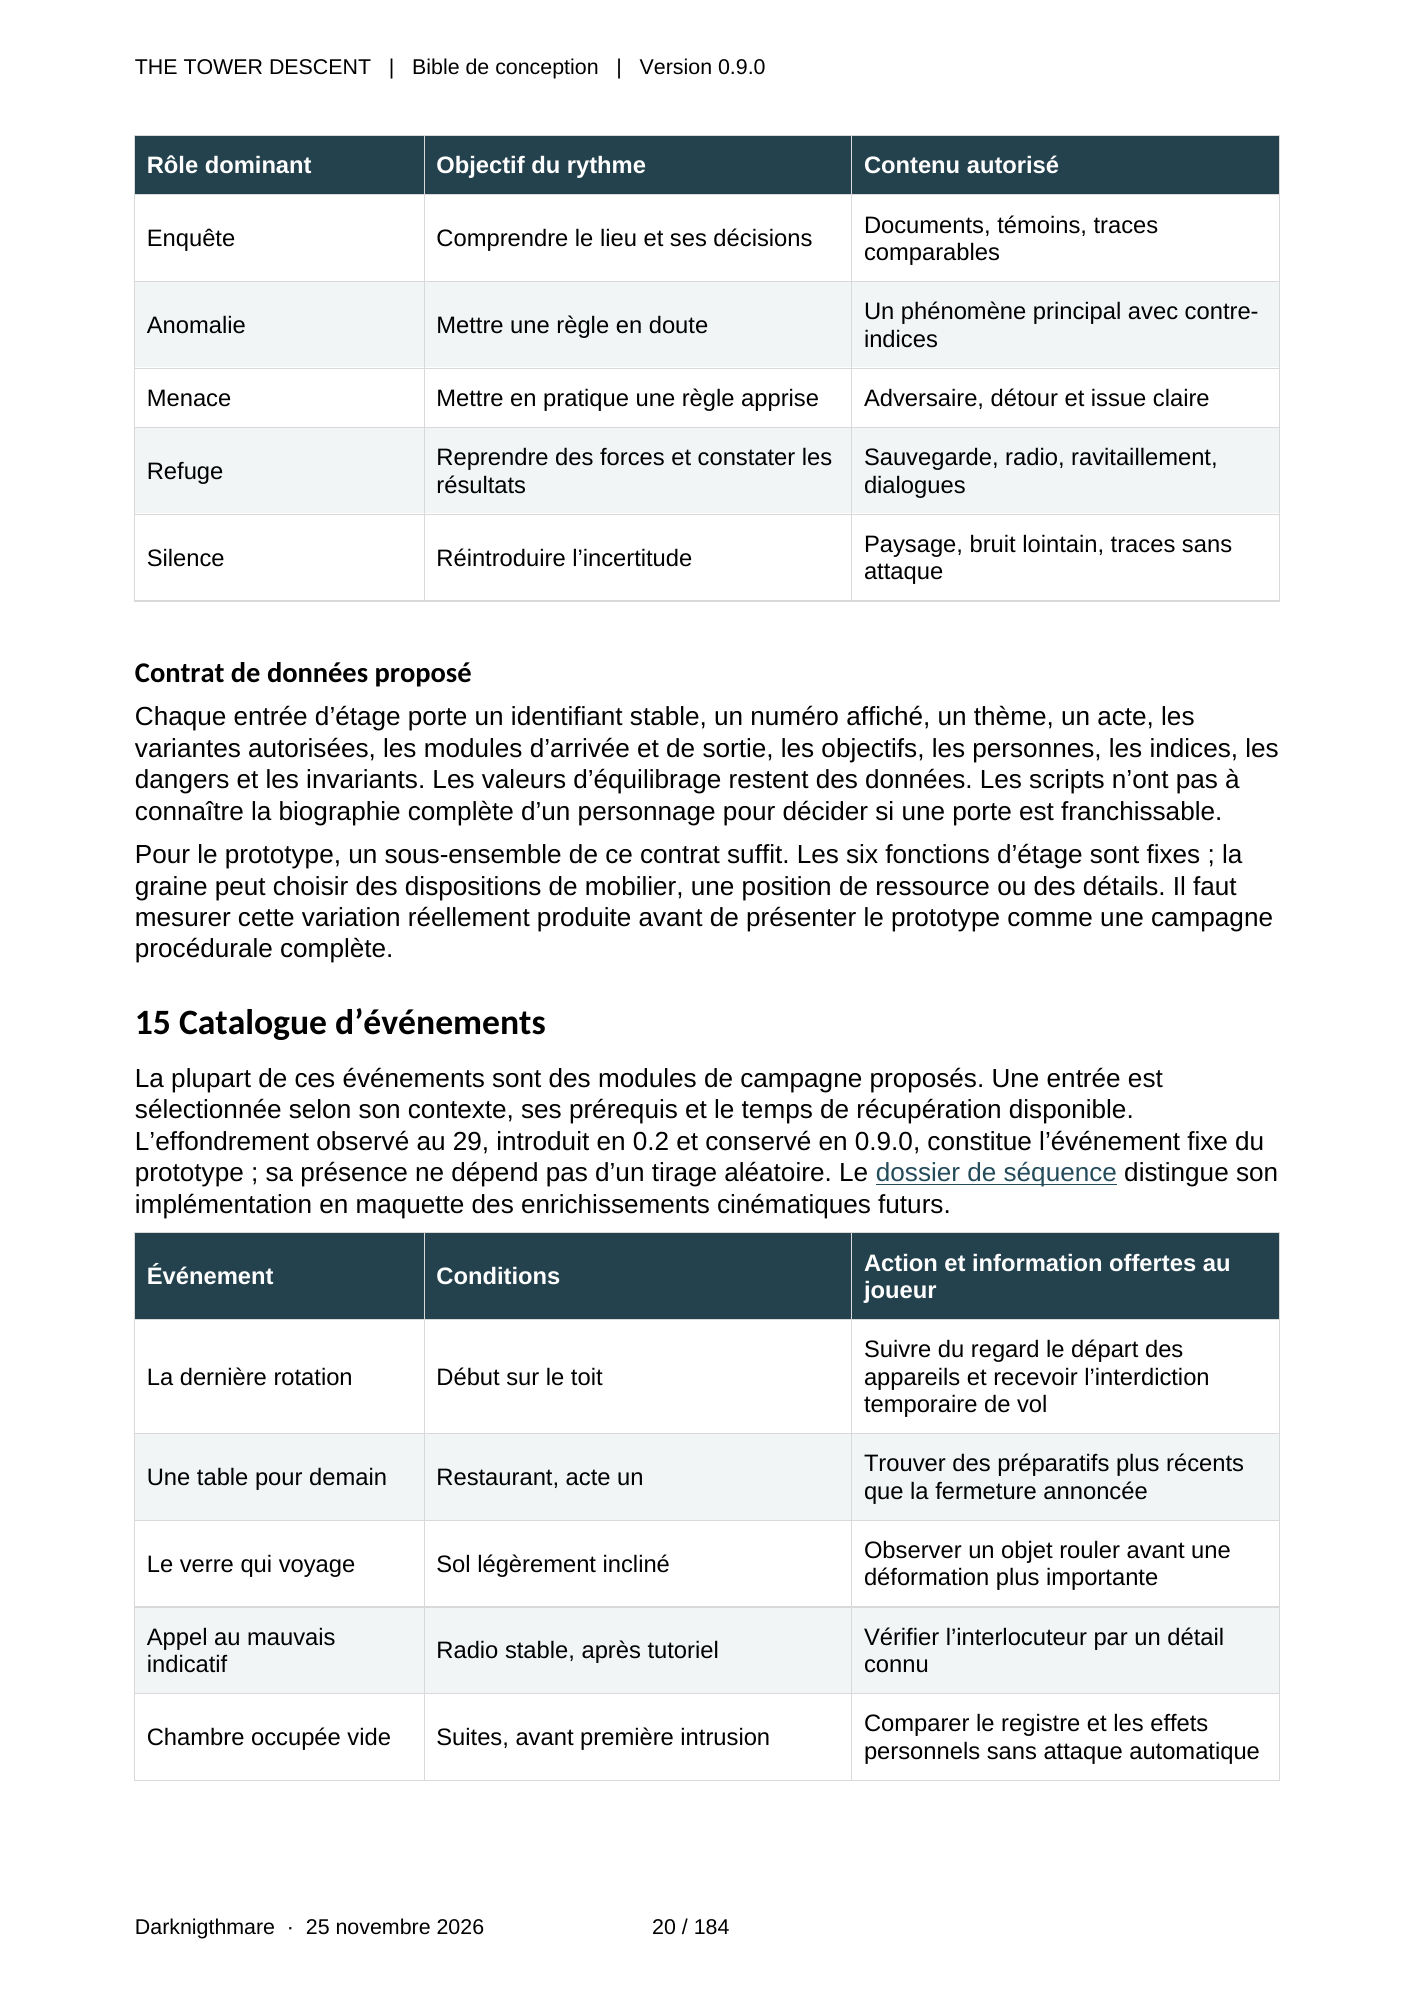 THE TOWER DESCENT | Bible de conception | Version 0.9.0
Rôle dominant
Objectif du rythme
Contenu autorisé
Enquête
Comprendre le lieu et ses décisions
Documents, témoins, traces
comparables
Anomalie
Mettre une règle en doute
Un phénomène principal avec contre-
indices
Menace
Mettre en pratique une règle apprise
Adversaire, détour et issue claire
Refuge
Reprendre des forces et constater les
résultats
Sauvegarde, radio, ravitaillement,
dialogues
Silence
Réintroduire l’incertitude
Paysage, bruit lointain, traces sans
attaque
Contrat de données proposé
Chaque entrée d’étage porte un identifiant stable, un numéro affiché, un thème, un acte, les
variantes autorisées, les modules d’arrivée et de sortie, les objectifs, les personnes, les indices, les
dangers et les invariants. Les valeurs d’équilibrage restent des données. Les scripts n’ont pas à
connaître la biographie complète d’un personnage pour décider si une porte est franchissable.
Pour le prototype, un sous-ensemble de ce contrat suffit. Les six fonctions d’étage sont fixes ; la
graine peut choisir des dispositions de mobilier, une position de ressource ou des détails. Il faut
mesurer cette variation réellement produite avant de présenter le prototype comme une campagne
procédurale complète.
15 Catalogue d’événements
La plupart de ces événements sont des modules de campagne proposés. Une entrée est
sélectionnée selon son contexte, ses prérequis et le temps de récupération disponible.
L’effondrement observé au 29, introduit en 0.2 et conservé en 0.9.0, constitue l’événement fixe du
prototype ; sa présence ne dépend pas d’un tirage aléatoire. Le dossier de séquence distingue son
implémentation en maquette des enrichissements cinématiques futurs.
Événement
Conditions
Action et information offertes au
joueur
La dernière rotation
Début sur le toit
Suivre du regard le départ des
appareils et recevoir l’interdiction
temporaire de vol
Une table pour demain
Restaurant, acte un
Trouver des préparatifs plus récents
que la fermeture annoncée
Le verre qui voyage
Sol légèrement incliné
Observer un objet rouler avant une
déformation plus importante
Appel au mauvais
indicatif
Radio stable, après tutoriel
Vérifier l’interlocuteur par un détail
connu
Chambre occupée vide
Suites, avant première intrusion
Comparer le registre et les effets
personnels sans attaque automatique
Darknigthmare · 25 novembre 2026
20 / 184